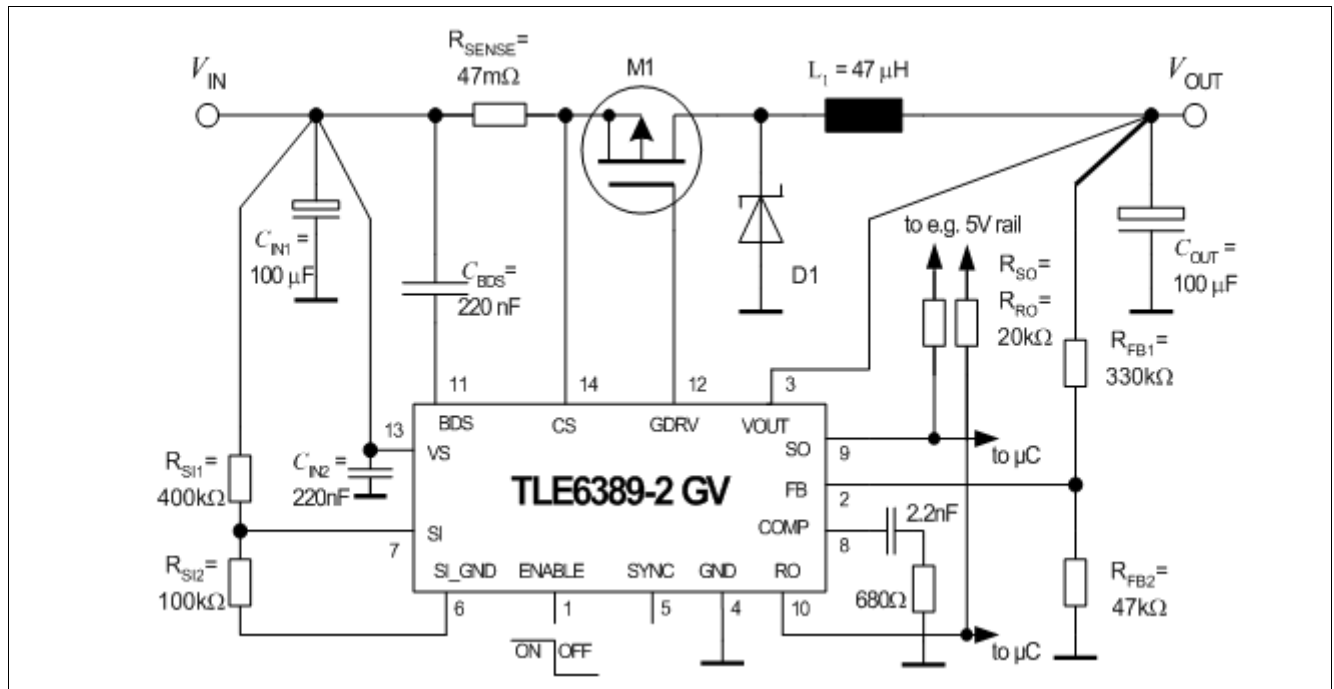 R_SENSE=
47mΩ
M1
L_1 = 47 μH
V_IN
V_OUT
C_IN1 =
100 μF
C_BDS=
220 nF
D1
to e.g. 5V rail
R_SO=
R_RO=
20kΩ
C_OUT =
100 μF
R_FB1=
330kΩ
11
14
12
3
BDS
CS
GDRV
VOUT
13
VS
SO
9
to μC
R_SI1=
400kΩ
C_IN2 =
220nF
TLE6389-2 GV
FB
2
2.2nF
COMP
8
7
SI
R_SI2=
100kΩ
SI_GND
ENABLE
SYNC
GND
RO
680Ω
R_FB2=
47kΩ
6
1
5
4
10
ON
OFF
to μC